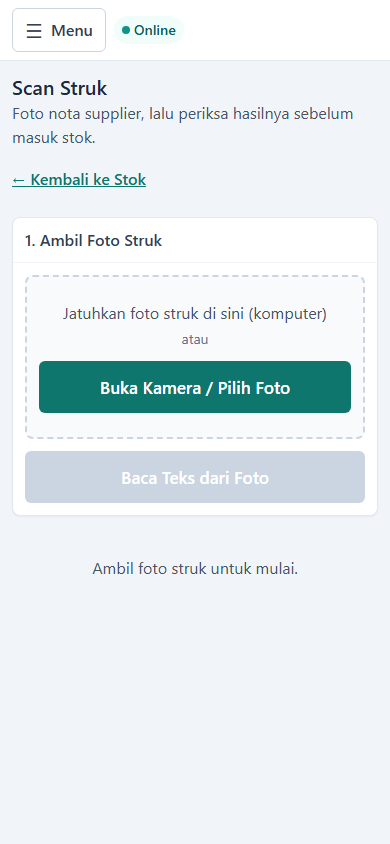 ☰ Menu
Online
Scan Struk
Foto nota supplier, lalu periksa hasilnya sebelum
masuk stok.
← Kembali ke Stok
1. Ambil Foto Struk
Jatuhkan foto struk di sini (komputer)
atau
Buka Kamera / Pilih Foto
Baca Teks dari Foto
Ambil foto struk untuk mulai.